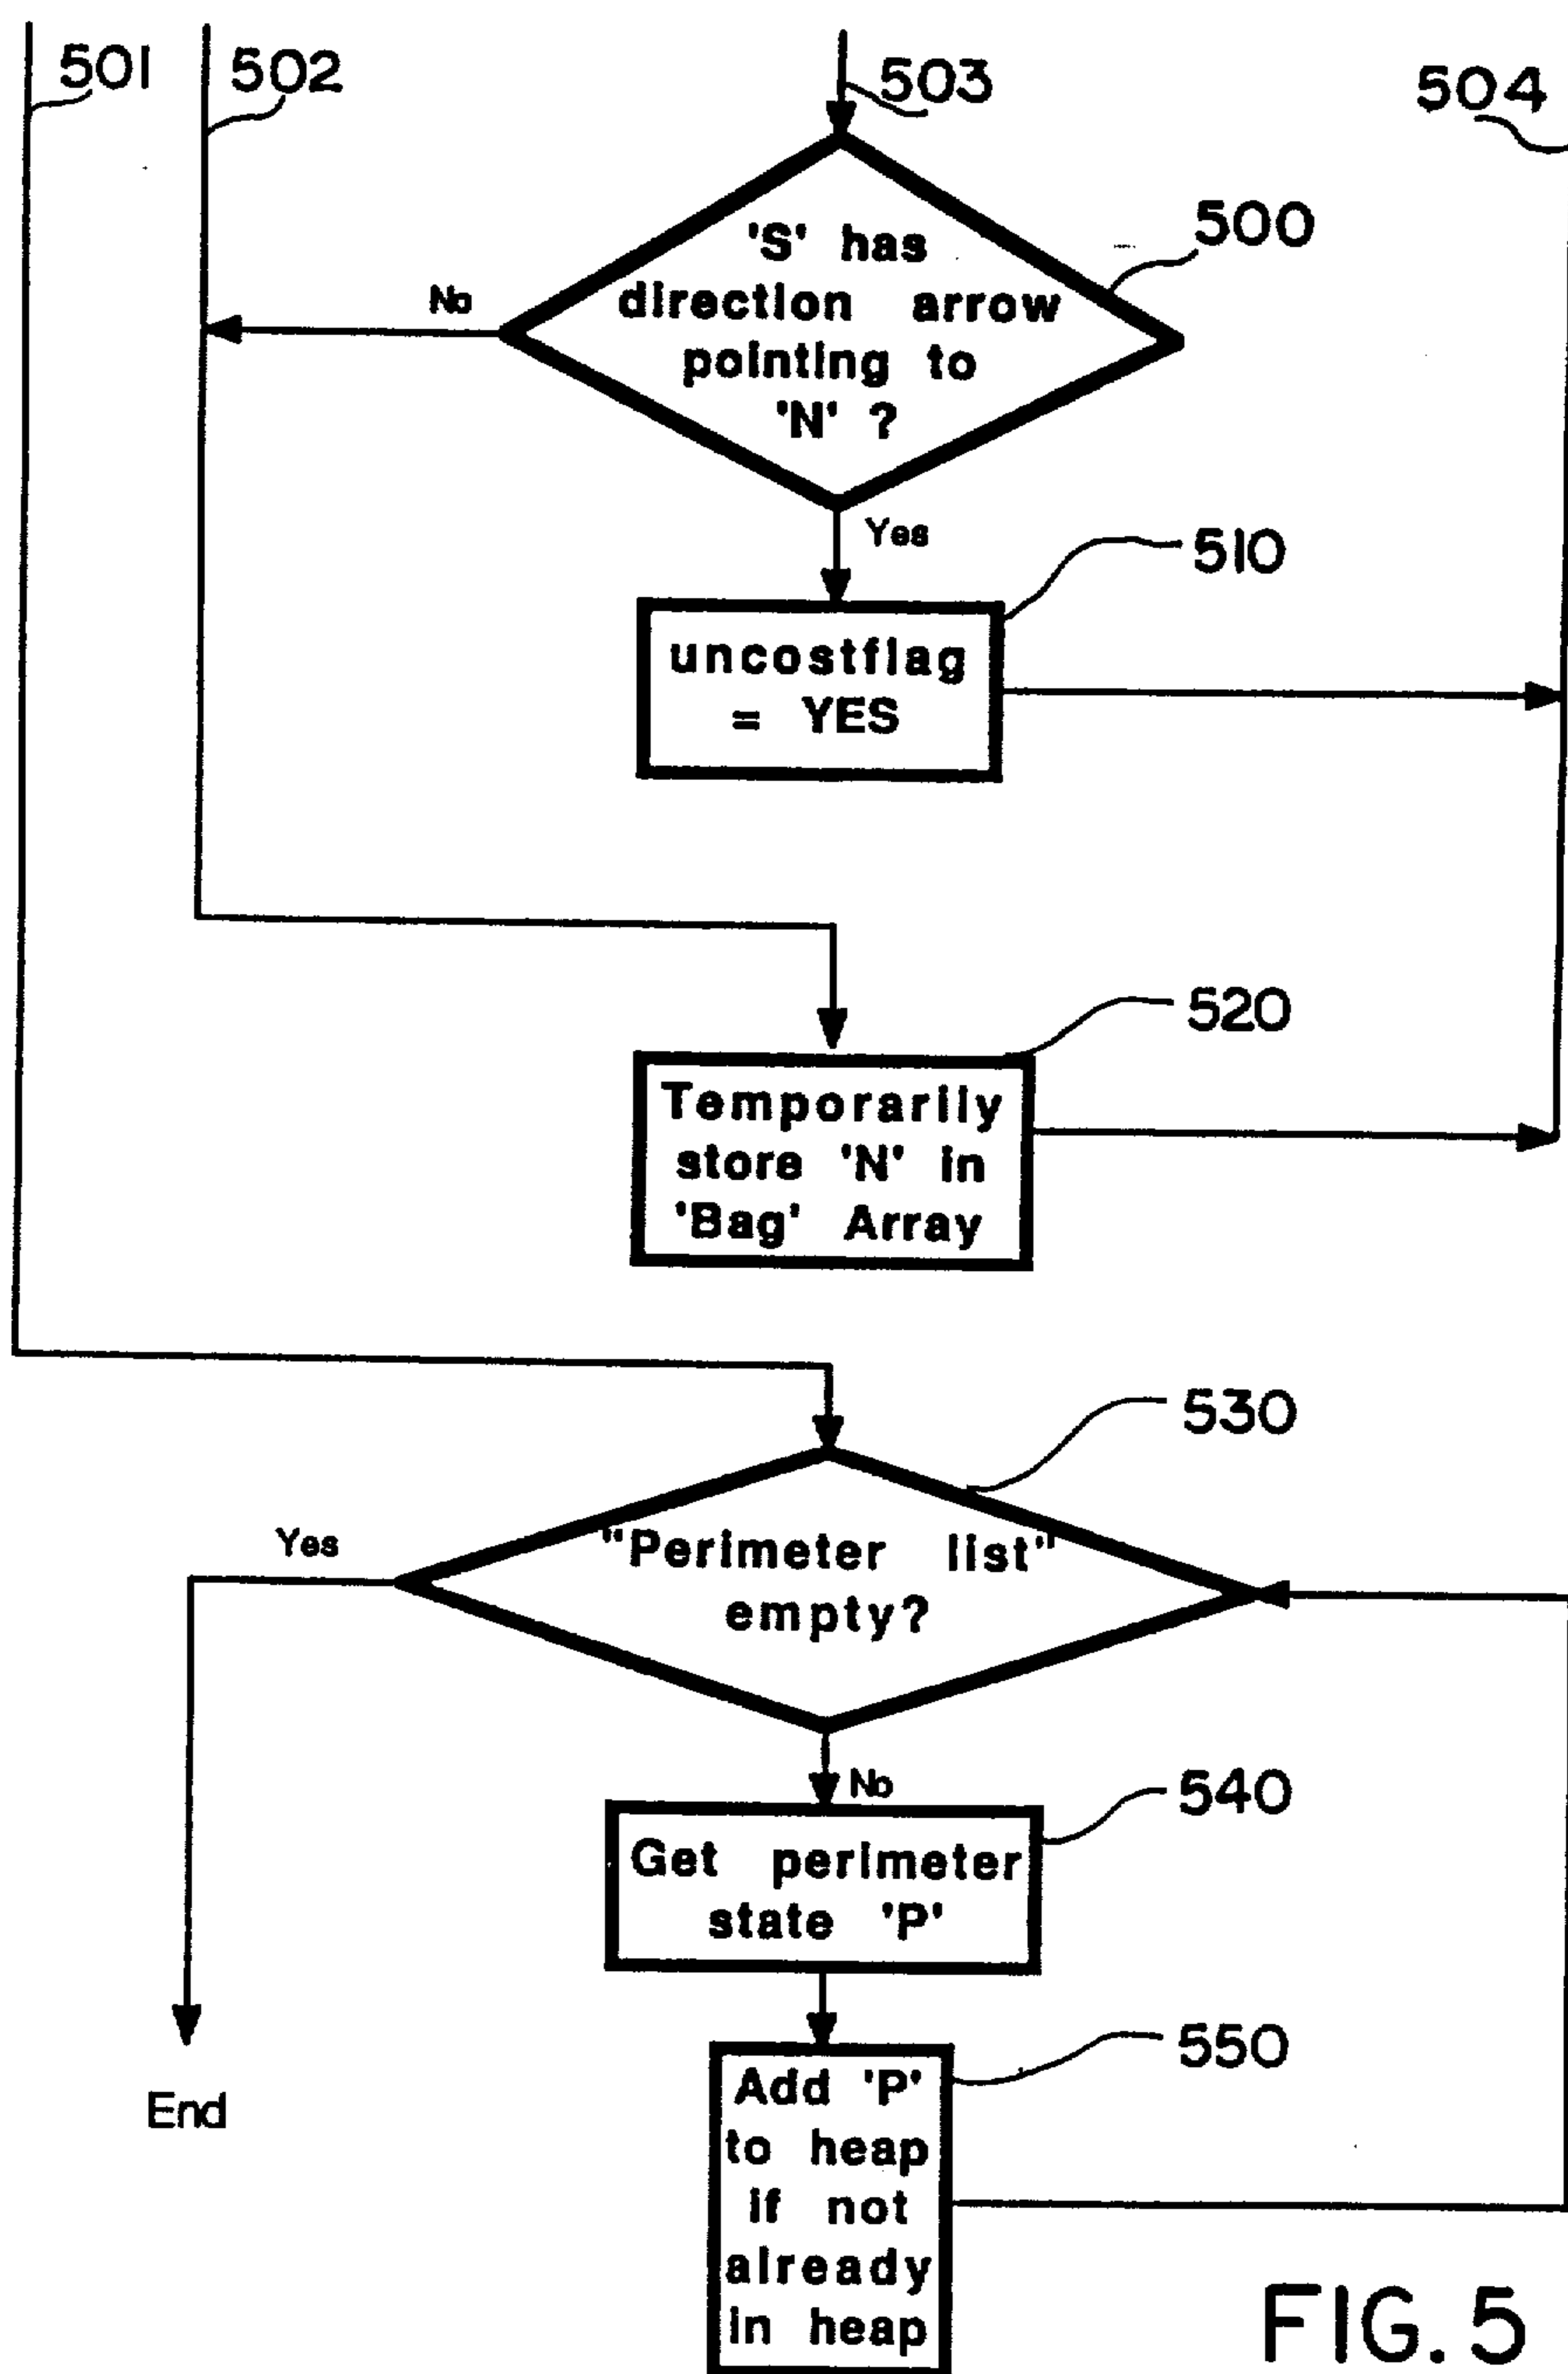 501
502
503
504
'S' has
direction arrow
pointing to
'N' ?
500
No
Yes
510
uncostflag
= YES
520
Temporarily
store 'N' in
'Bag' Array
530
Yes
"Perimeter list"
empty?
No
540
Get perimeter
state 'P'
550
Add 'P'
to heap
if not
already
in heap
End
FIG. 5